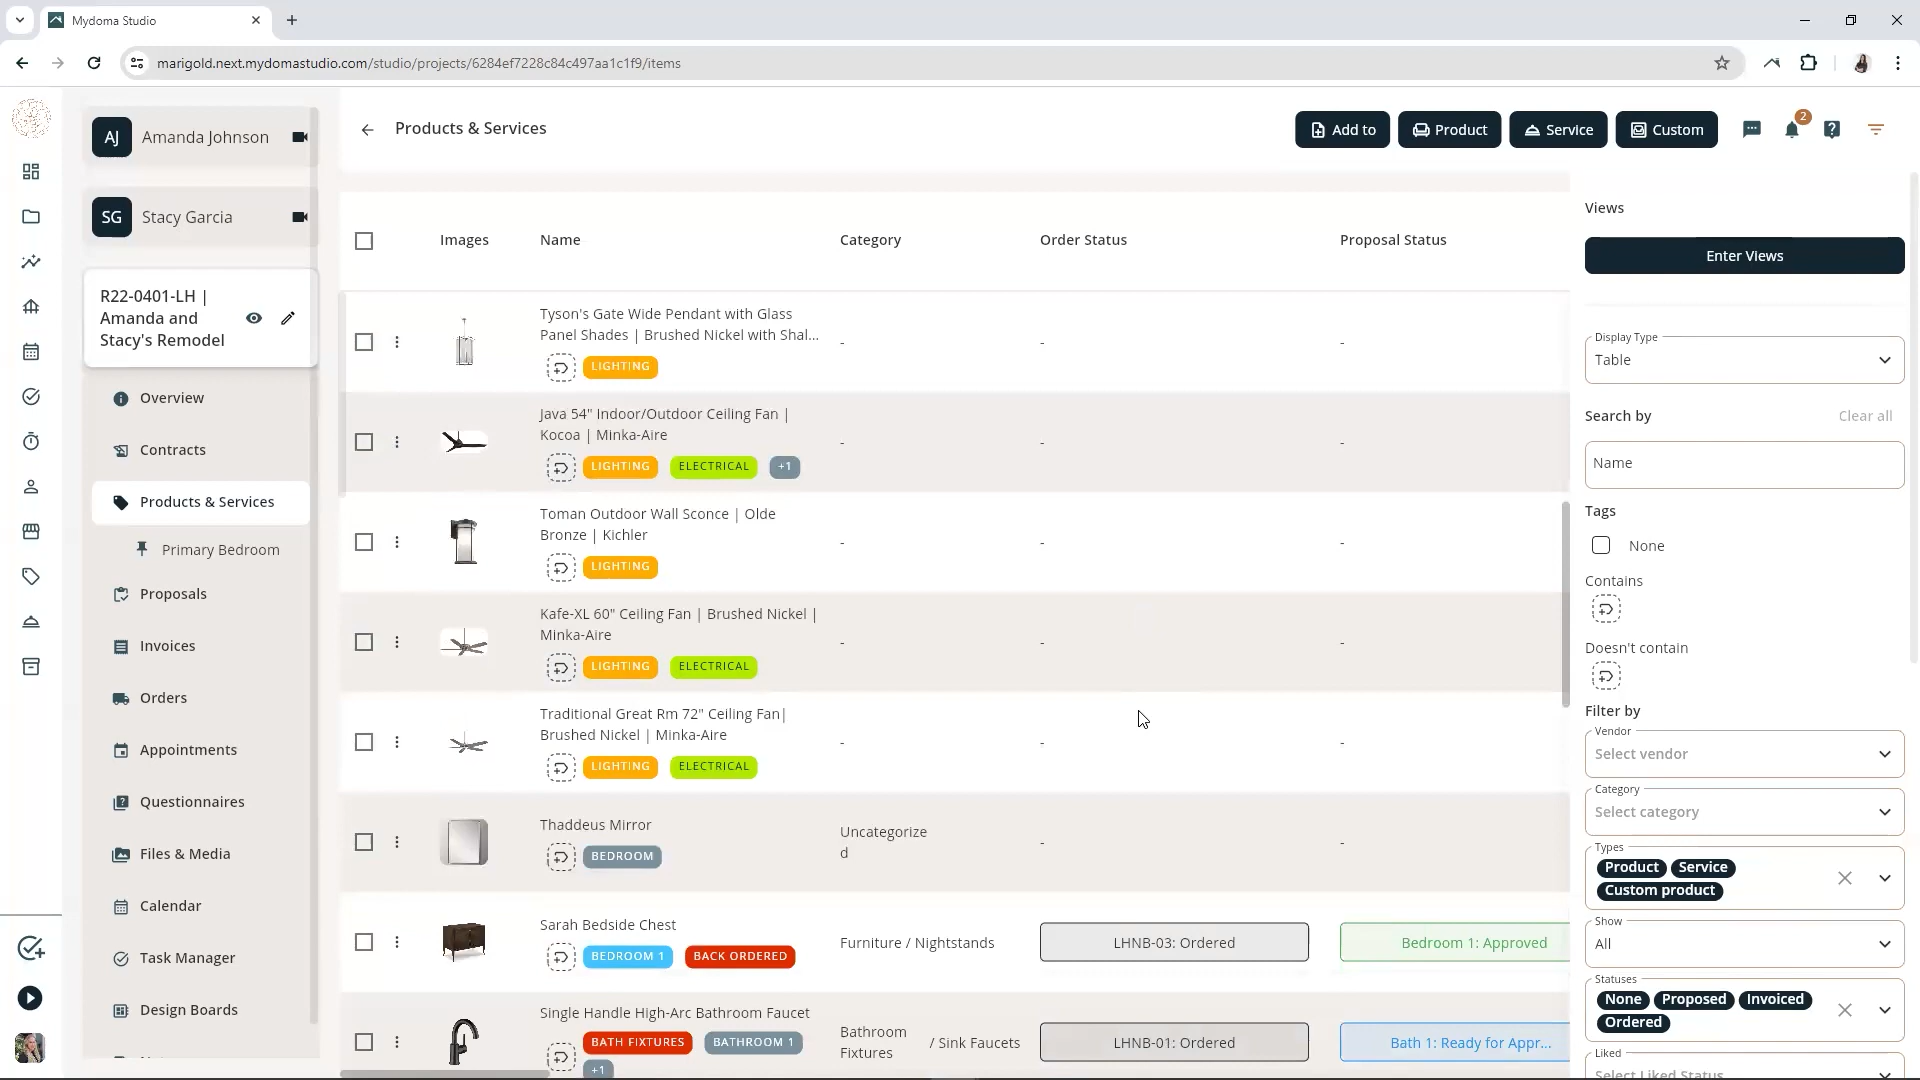 Mydoma Studio
marigold.next.mydomastudio.com/studio/projects/6284ef7228c84c497aa1c1f9/items
AJ Amanda Johnson
SG Stacy Garcia
R22-0401-LH |
Amanda and
Stacy's Remodel
Overview
Contracts
Products & Services
Primary Bedroom
Proposals
Invoices
Orders
Appointments
Questionnaires
Files & Media
Calendar
Task Manager
Design Boards
Products & Services
Add to Product Service Custom
2
Images Name Category Order Status Proposal Status
Tyson's Gate Wide Pendant with Glass
Panel Shades | Brushed Nickel with Shal...
- - -
LIGHTING
Java 54" Indoor/Outdoor Ceiling Fan |
Kocoa | Minka-Aire
- - -
LIGHTING ELECTRICAL +1
Toman Outdoor Wall Sconce | Olde
Bronze | Kichler
- - -
LIGHTING
Kafe-XL 60" Ceiling Fan | Brushed Nickel |
Minka-Aire
- - -
LIGHTING ELECTRICAL
Traditional Great Rm 72" Ceiling Fan|
Brushed Nickel | Minka-Aire
- - -
LIGHTING ELECTRICAL
Thaddeus Mirror
BEDROOM
Uncategorize
d
- -
Sarah Bedside Chest
BEDROOM 1 BACK ORDERED
Furniture / Nightstands
LHNB-03: Ordered
Bedroom 1: Approved
Single Handle High-Arc Bathroom Faucet
BATH FIXTURES BATHROOM 1
+1
Bathroom
Fixtures
/ Sink Faucets
LHNB-01: Ordered
Bath 1: Ready for Appr...
Views
Enter Views
Display Type
Table
Search by Clear all
Name
Tags
None
Contains
Doesn't contain
Filter by
Vendor
Select vendor
Category
Select category
Types
Product Service
Custom product
Show
All
Statuses
None Proposed Invoiced
Ordered
Liked
Select Liked Status